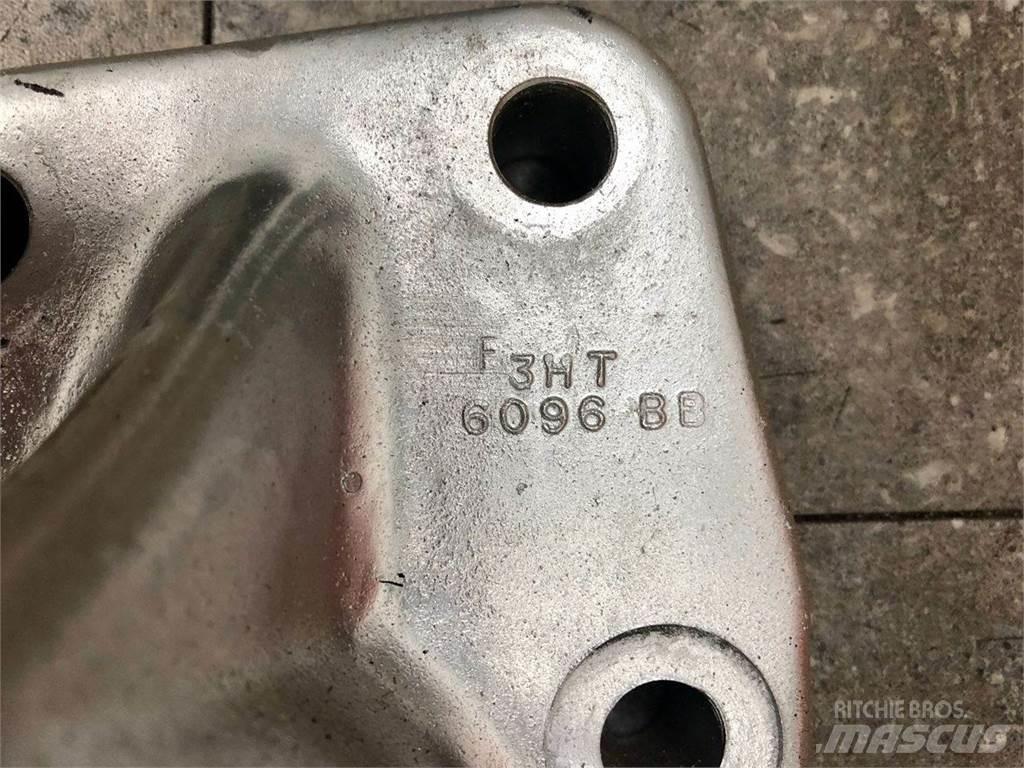 F3HT
6096 BB
RITCHIE BROS.
MASCUS